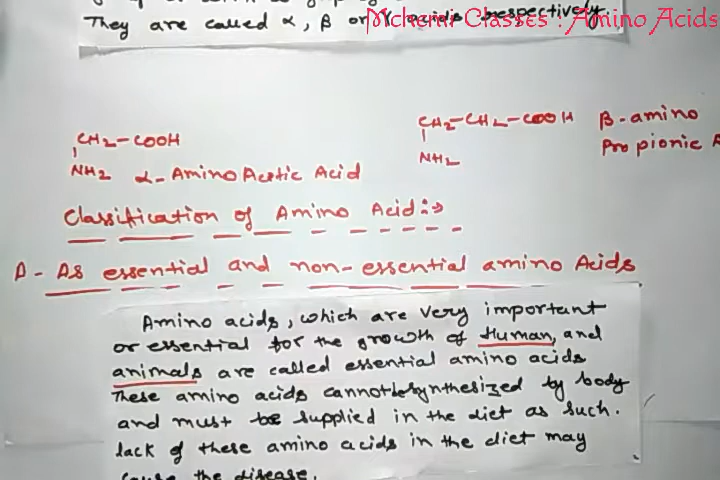 They are called α, β or γ acids respectively.
Mchemi Classes : Amino Acids
CH2-COOH
NH2 α- Amino Acetic Acid
CH2-CH2-COOH β-amino
NH2 Propionic A
Classification of Amino Acid:→
A- As essential and non-essential amino Acids
Amino acids, which are very important
or essential for the growth of Human, and
animals are called essential amino acids
These amino acids cannot be synthesized by body
and must be supplied in the diet as such.
lack of these amino acids in the diet may
cause the disease.